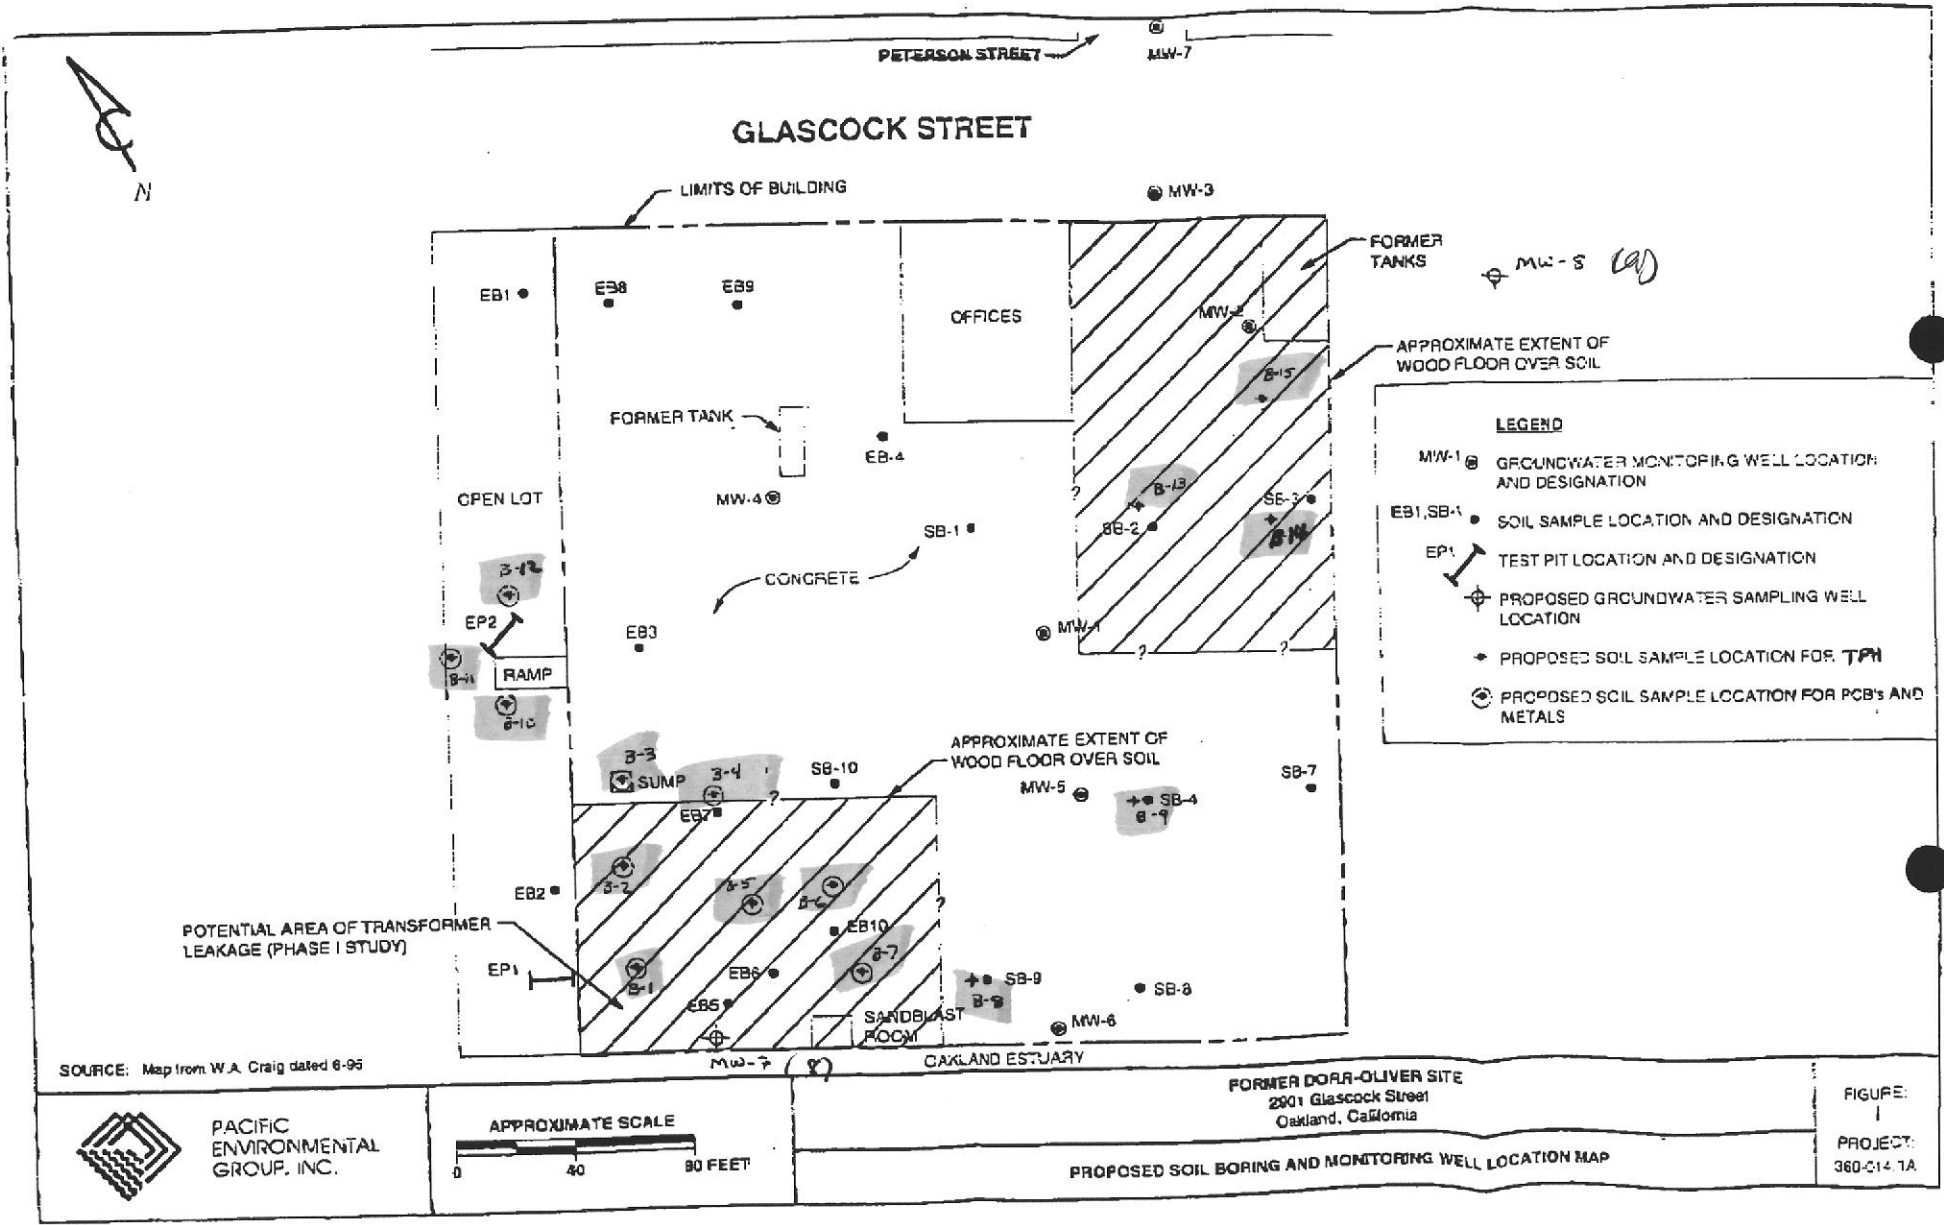 PETERSON STREET
MW-7
GLASCOCK STREET
N
LIMITS OF BUILDING
MW-3
FORMER
TANKS
MW-8 (9)
EB1
EB8
EB9
OFFICES
MW-2
APPROXIMATE EXTENT OF
WOOD FLOOR OVER SOIL
B-15
FORMER TANK
EB-4
LEGEND
MW-1 GROUNDWATER MONITORING WELL LOCATION
AND DESIGNATION
EB1,SB-1 SOIL SAMPLE LOCATION AND DESIGNATION
EP1 TEST PIT LOCATION AND DESIGNATION
PROPOSED GROUNDWATER SAMPLING WELL
LOCATION
PROPOSED SOIL SAMPLE LOCATION FOR TPH
PROPOSED SOIL SAMPLE LOCATION FOR PCB's AND
METALS
OPEN LOT
MW-4
?
B-13
SB-3
SB-1
SB-2
B-14
B-12
CONCRETE
EP2
EB3
MW-1
?
?
B-11
RAMP
B-10
B-3
SUMP
B-4
?
SB-10
APPROXIMATE EXTENT OF
WOOD FLOOR OVER SOIL
MW-5
SB-4
B-9
SB-7
EB7
B-2
B-5
B-6
EB2
?
POTENTIAL AREA OF TRANSFORMER
LEAKAGE (PHASE I STUDY)
EB10
B-7
EP1
B-1
EB6
EB5
SB-9
B-8
SB-8
SANDBLAST
ROOM
MW-6
MW-7 (8)
OAKLAND ESTUARY
SOURCE: Map from W.A. Craig dated 6-95
PACIFIC
ENVIRONMENTAL
GROUP, INC.
APPROXIMATE SCALE
0 40 80 FEET
FORMER DORR-OLIVER SITE
2901 Glascock Street
Oakland, California
PROPOSED SOIL BORING AND MONITORING WELL LOCATION MAP
FIGURE:
1
PROJECT:
360-014.1A